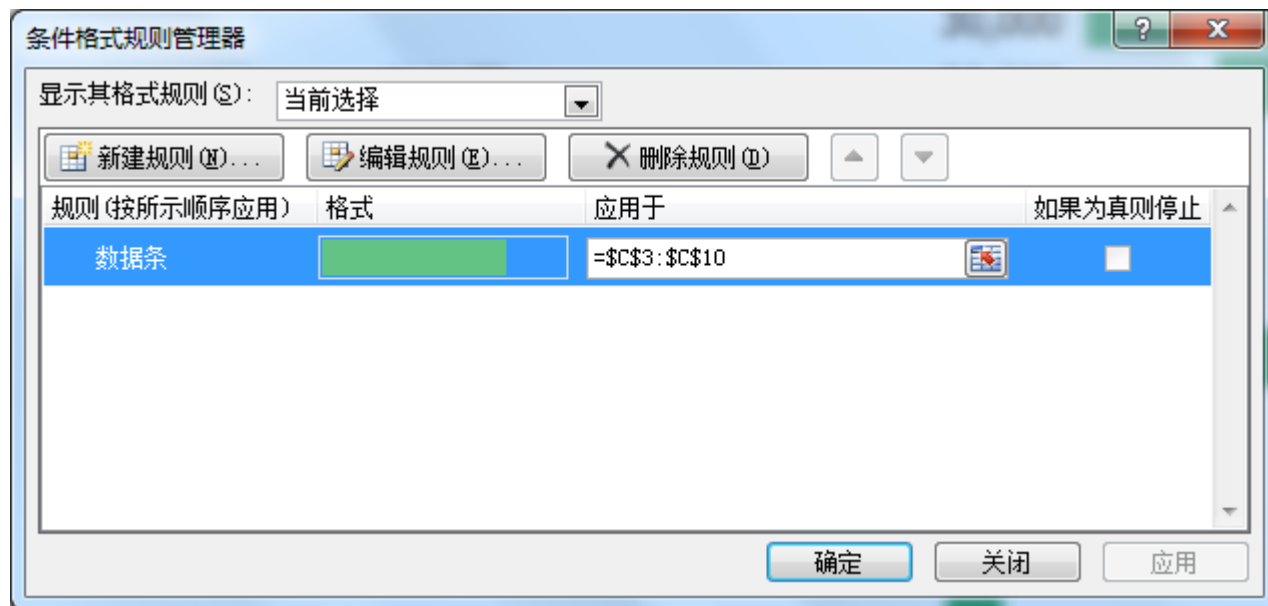 条件格式规则管理器
显示其格式规则(S): 当前选择
新建规则(N)... 编辑规则(E)... 删除规则(D)
规则(按所示顺序应用) 格式 应用于 如果为真则停止
数据条 =$C$3:$C$10
确定 关闭 应用